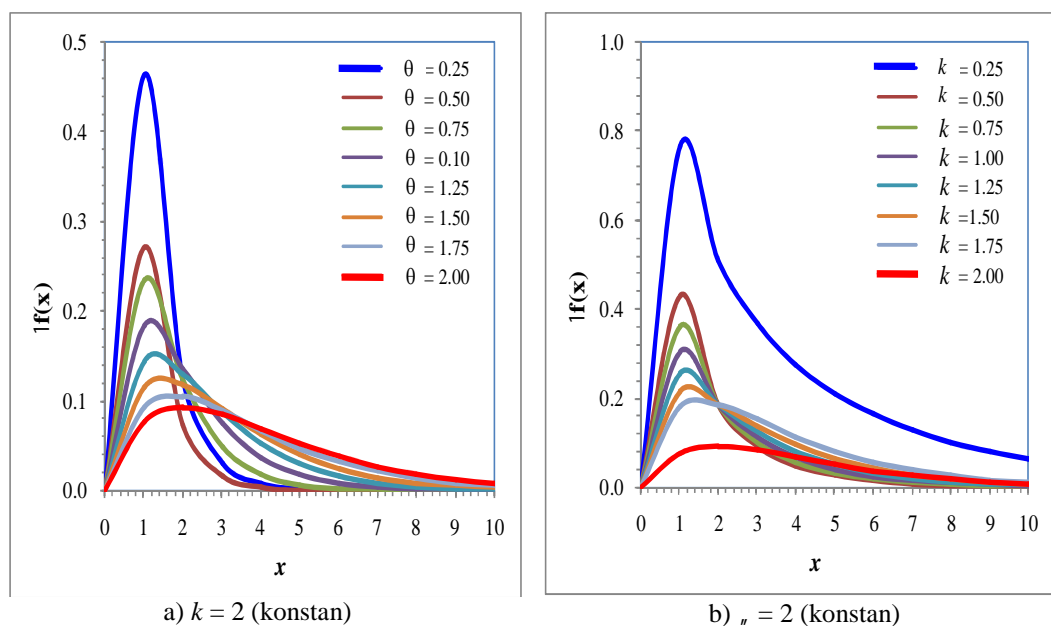 0.5
0.4
0.3
0.2
0.1
0.0
f(x)
θ = 0.25
θ = 0.50
θ = 0.75
θ = 0.10
θ = 1.25
θ = 1.50
θ = 1.75
θ = 2.00
0 1 2 3 4 5 6 7 8 9 10
x
a) k = 2 (konstan)
1.0
0.8
0.6
0.4
0.2
0.0
f(x)
k = 0.25
k = 0.50
k = 0.75
k = 1.00
k = 1.25
k =1.50
k = 1.75
k = 2.00
0 1 2 3 4 5 6 7 8 9 10
x
b) = 2 (konstan)